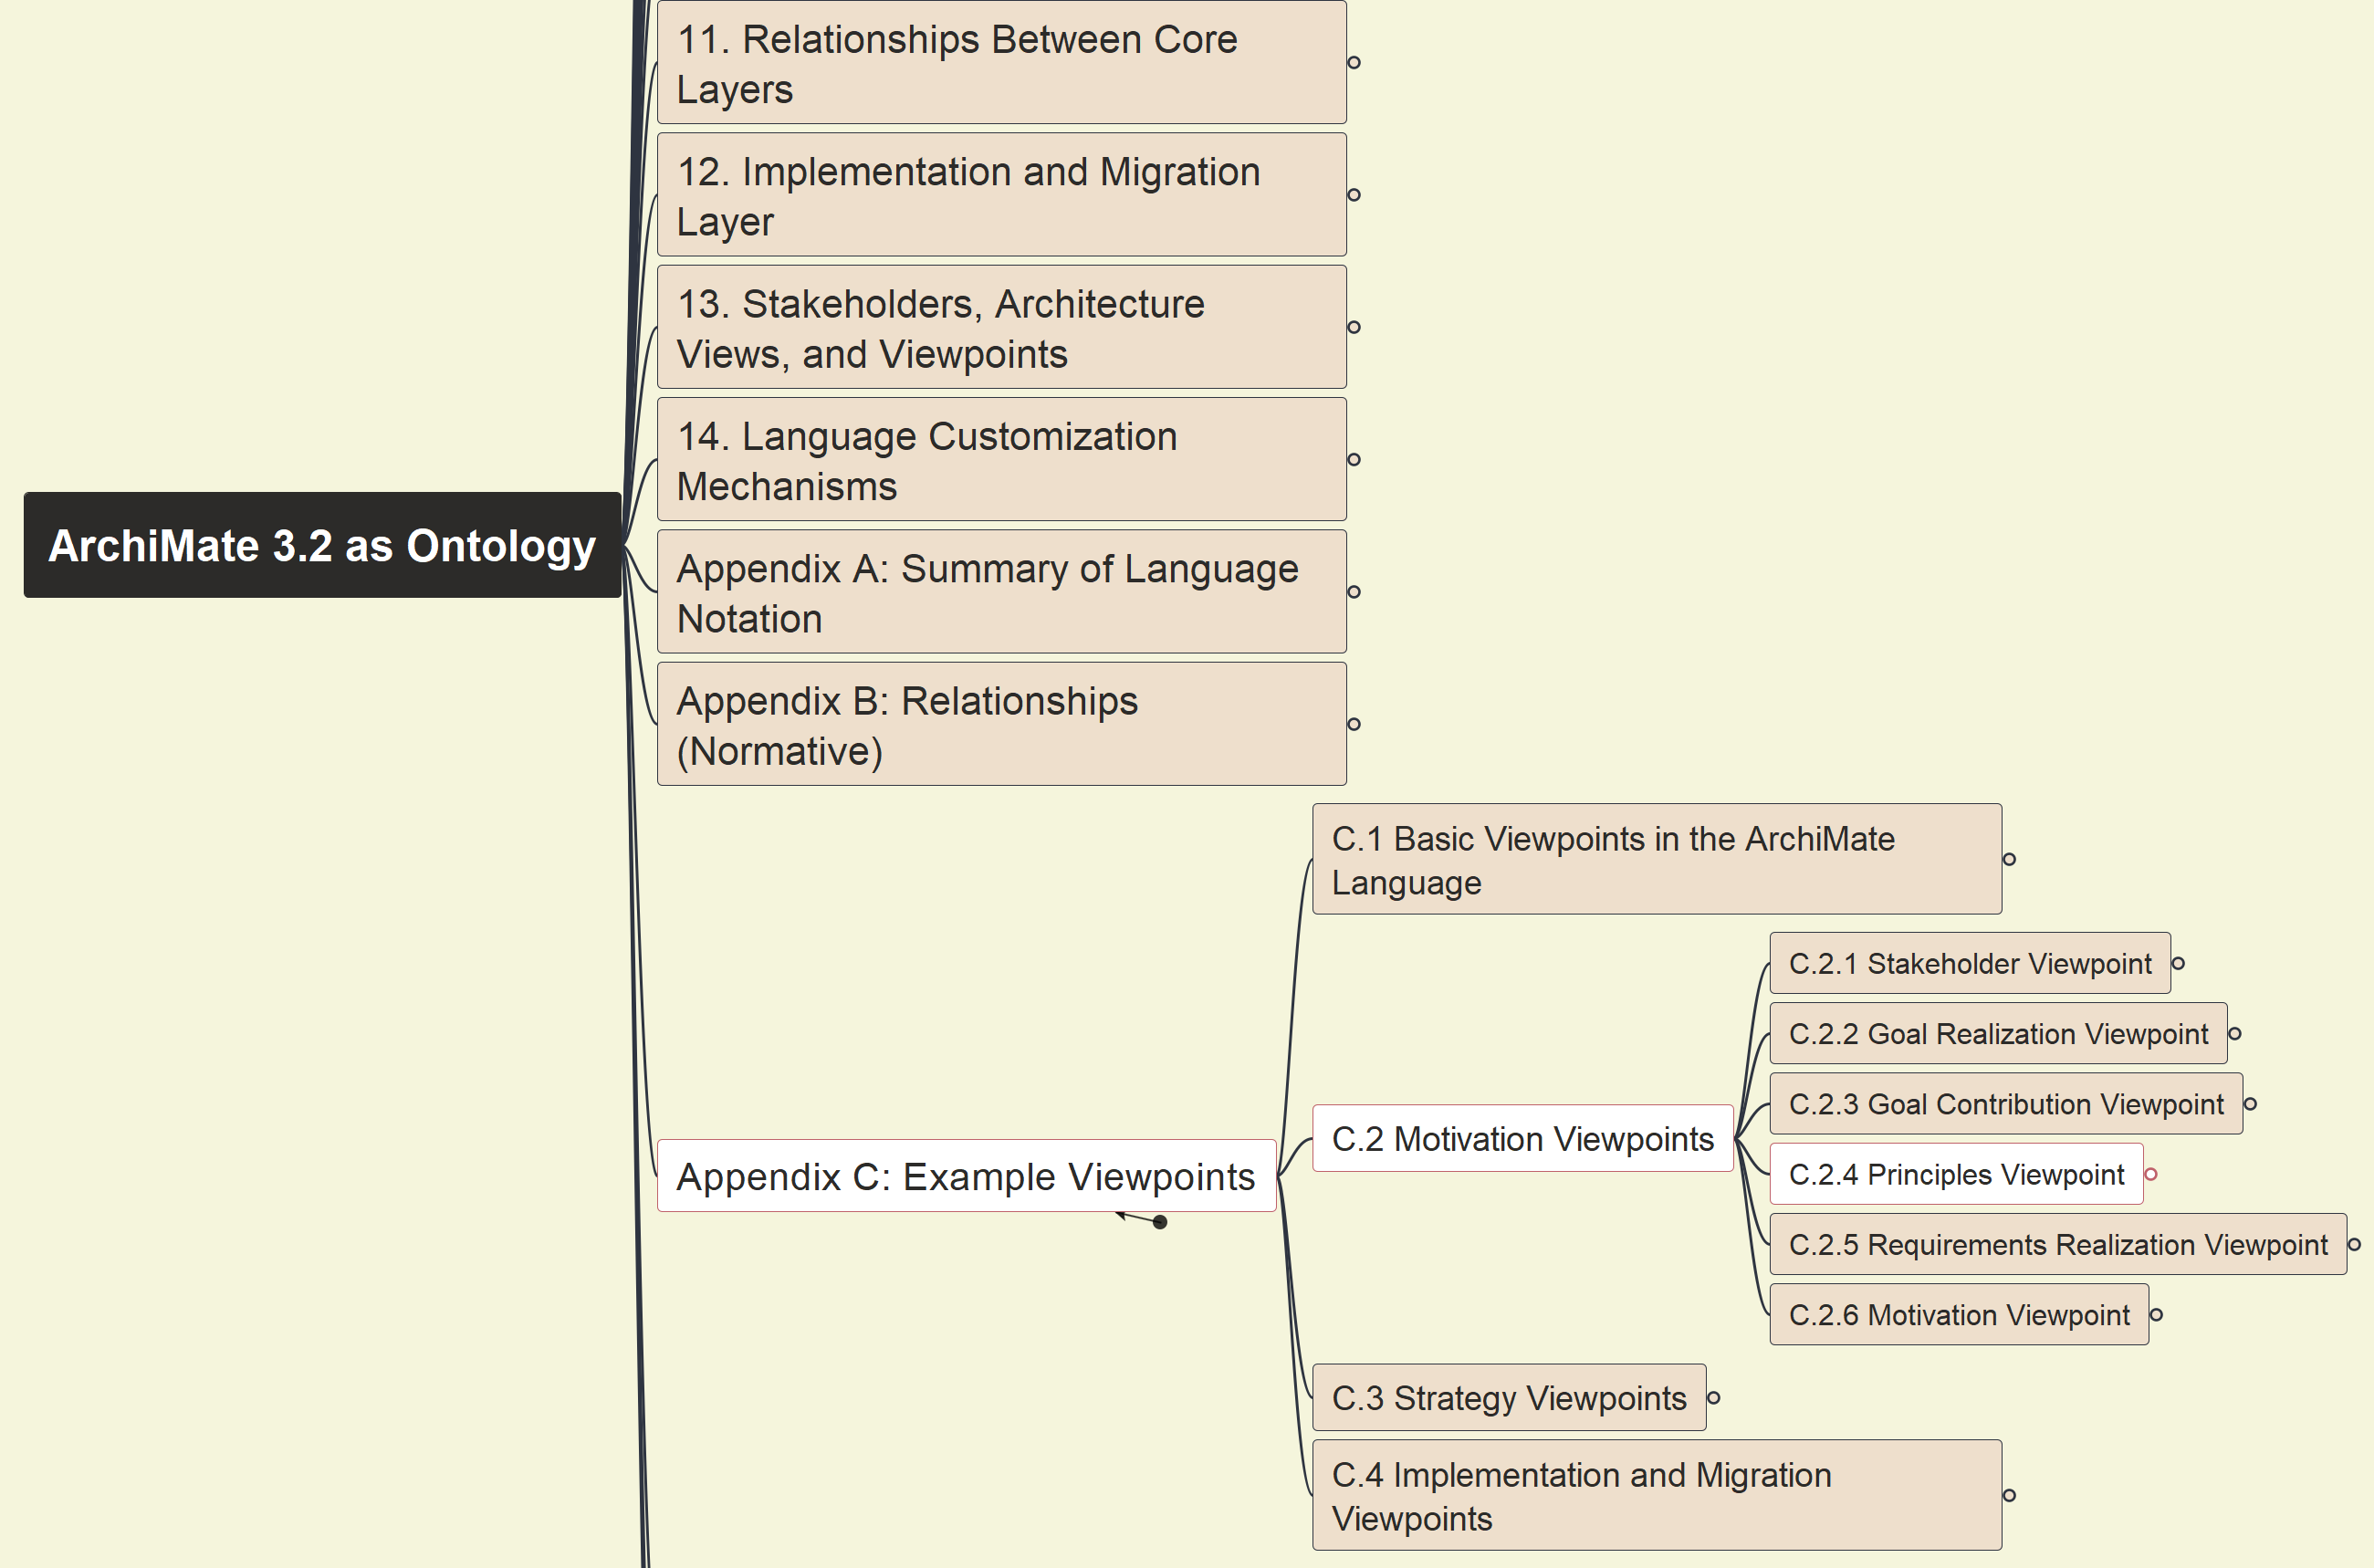 11. Relationships Between Core
Layers
12. Implementation and Migration
Layer
13. Stakeholders, Architecture
Views, and Viewpoints
14. Language Customization
Mechanisms
ArchiMate 3.2 as Ontology
Appendix A: Summary of Language
Notation
Appendix B: Relationships
(Normative)
Appendix C: Example Viewpoints
C.1 Basic Viewpoints in the ArchiMate
Language
C.2 Motivation Viewpoints
C.2.1 Stakeholder Viewpoint
C.2.2 Goal Realization Viewpoint
C.2.3 Goal Contribution Viewpoint
C.2.4 Principles Viewpoint
C.2.5 Requirements Realization Viewpoint
C.2.6 Motivation Viewpoint
C.3 Strategy Viewpoints
C.4 Implementation and Migration
Viewpoints